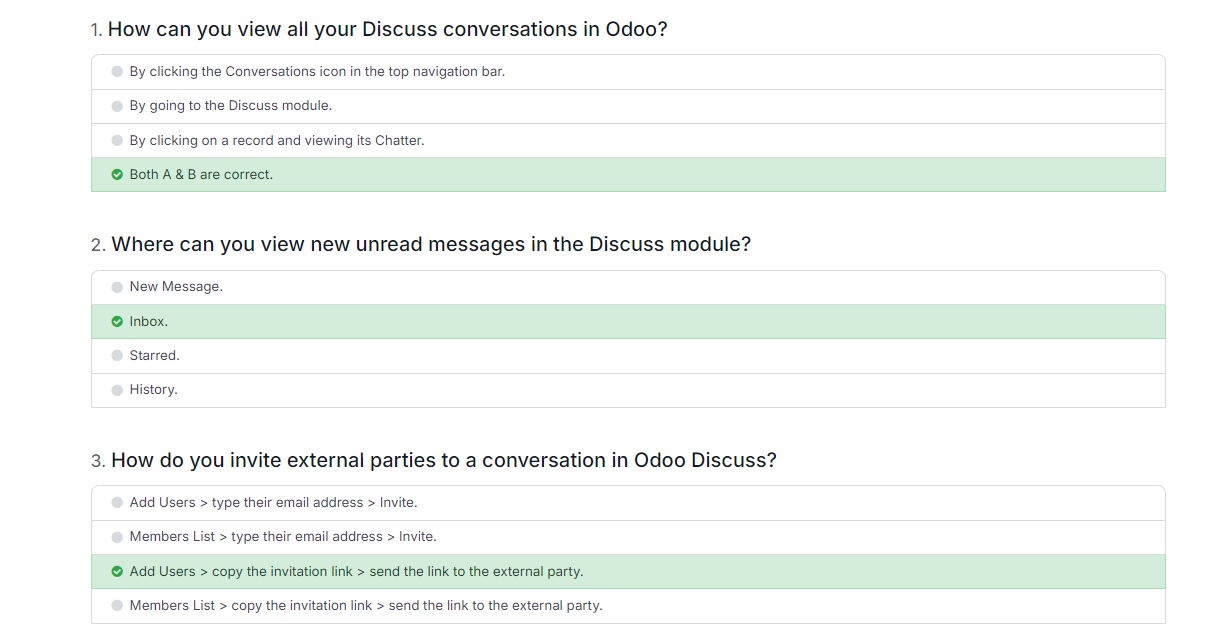 1. How can you view all your Discuss conversations in Odoo?
By clicking the Conversations icon in the top navigation bar.
By going to the Discuss module.
By clicking on a record and viewing its Chatter.
Both A & B are correct.
2. Where can you view new unread messages in the Discuss module?
New Message.
Inbox.
Starred.
History.
3. How do you invite external parties to a conversation in Odoo Discuss?
Add Users > type their email address > Invite.
Members List > type their email address > Invite.
Add Users > copy the invitation link > send the link to the external party.
Members List > copy the invitation link > send the link to the external party.